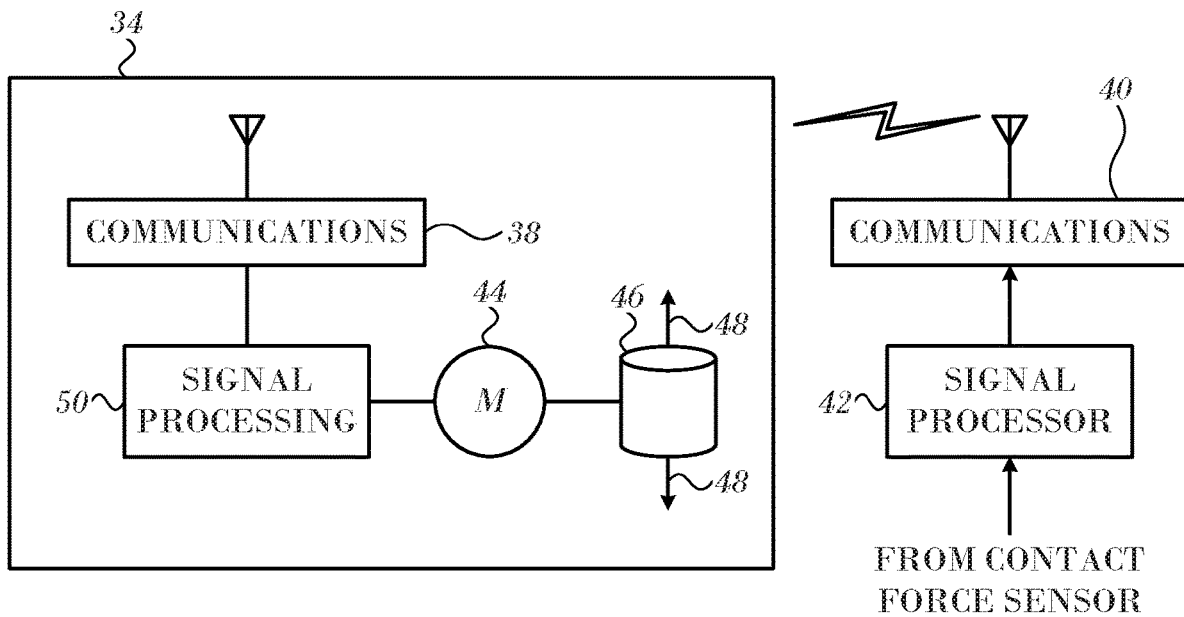 34
40
COMMUNICATIONS
38
COMMUNICATIONS
44
46
48
50
SIGNAL
PROCESSING
M
42
SIGNAL
PROCESSOR
48
FROM CONTACT
FORCE SENSOR